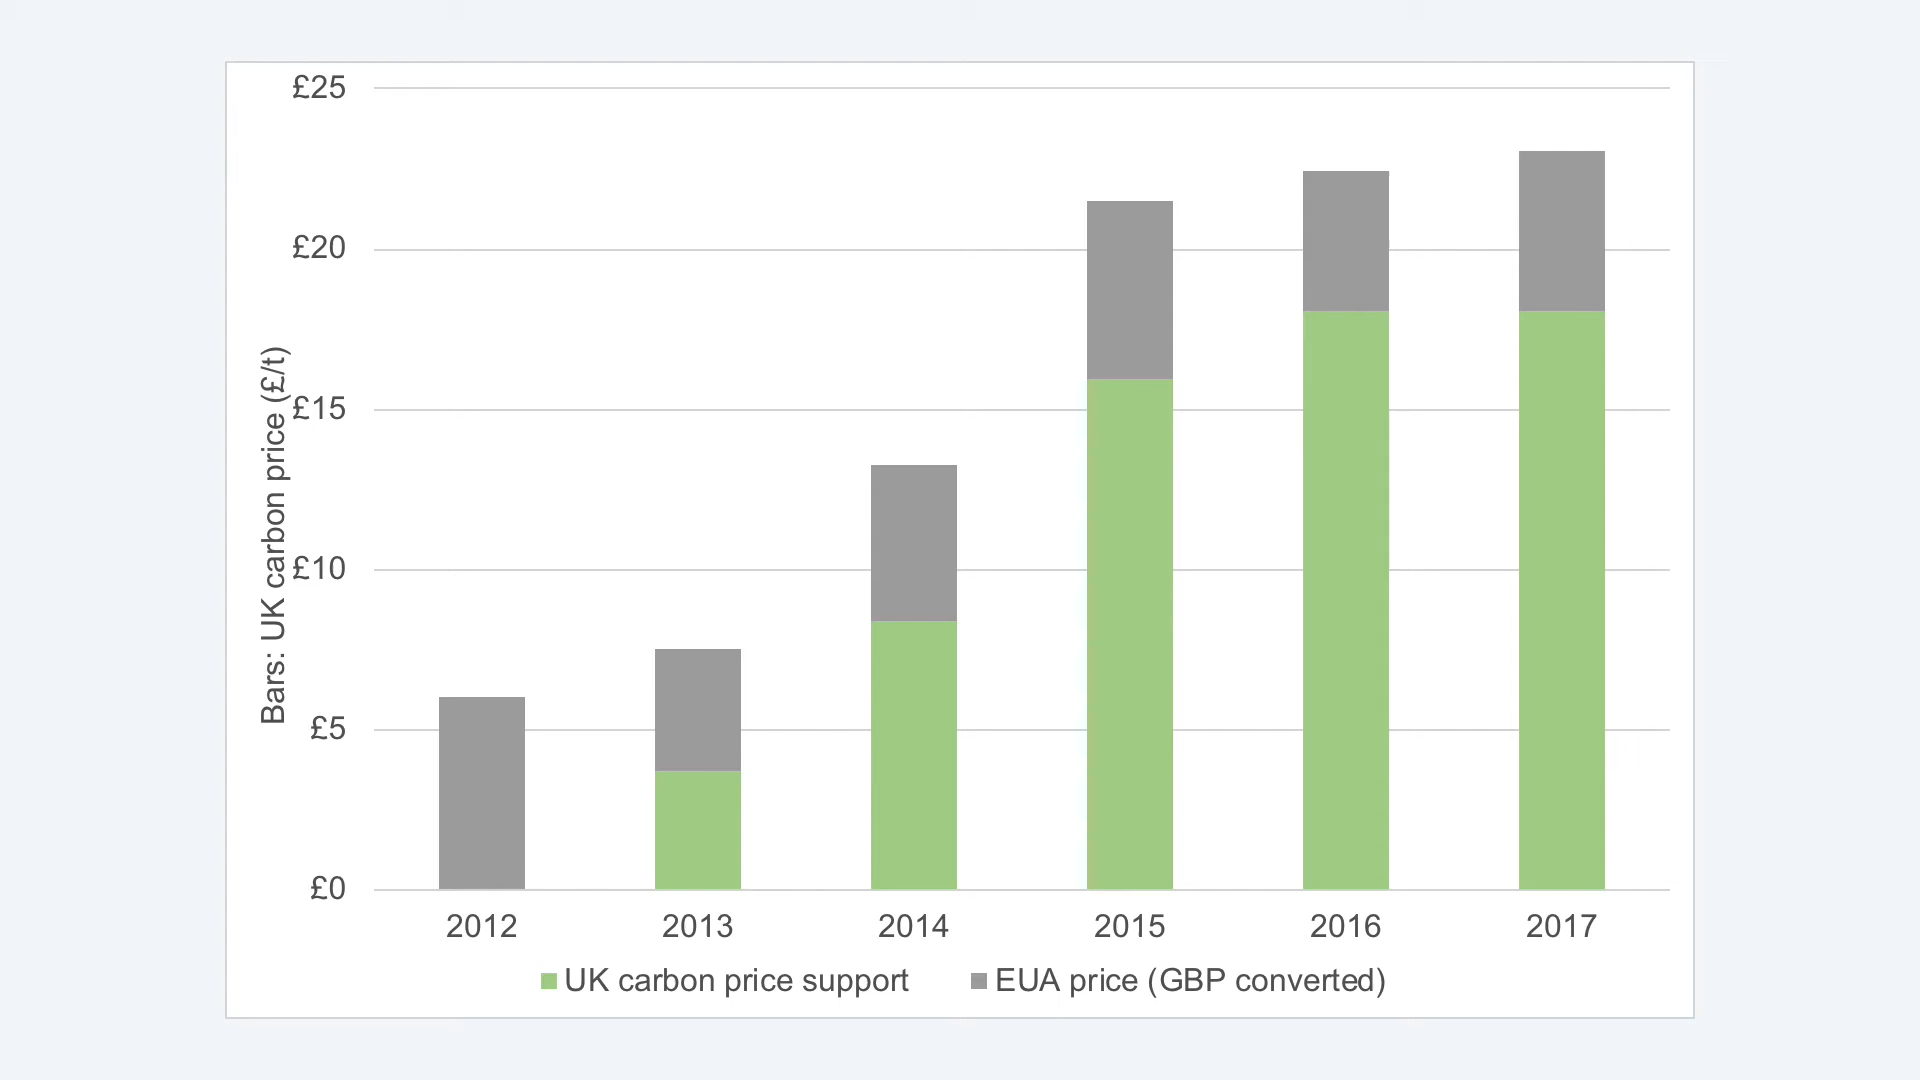 £25
£20
£15
£10
£5
£0
Bars: UK carbon price (£/t)
2012 2013 2014 2015 2016 2017
UK carbon price support EUA price (GBP converted)